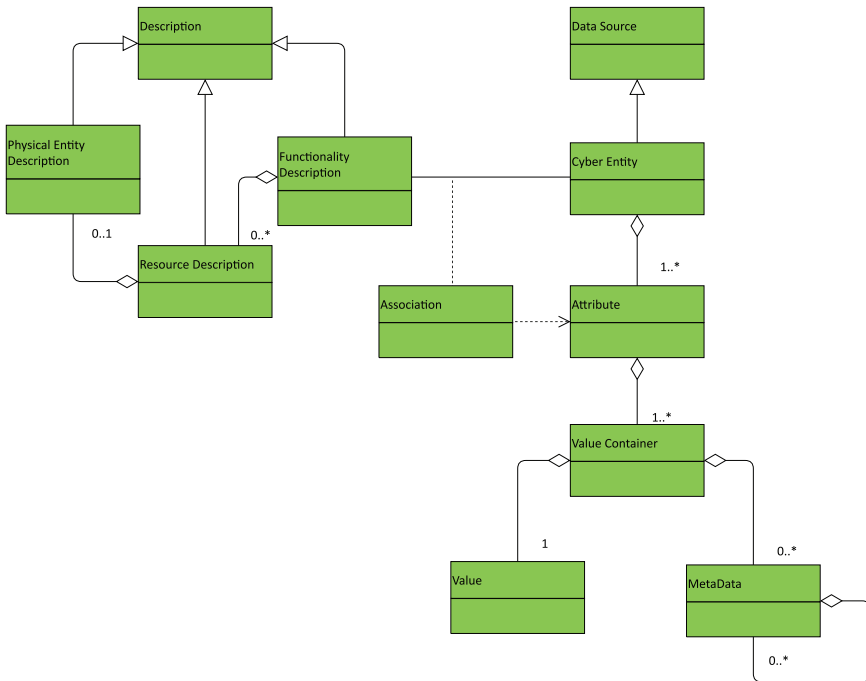 Description
Data Source
Physical Entity
Description
Functionality
Description
Cyber Entity
0..1
0..*
Resource Description
1..*
Association
Attribute
1..*
Value Container
1
0..*
Value
MetaData
0..*